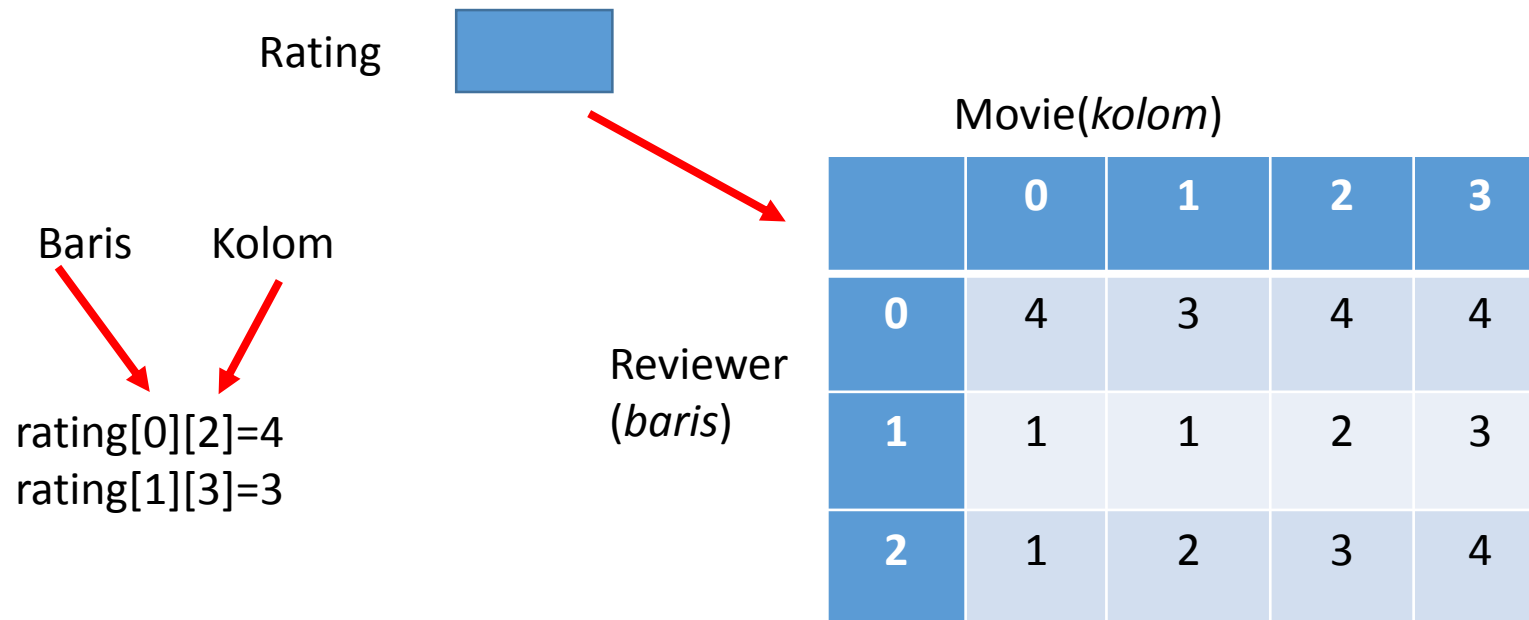 Rating
Movie(kolom)
Baris Kolom
rating[0][2]=4
rating[1][3]=3
Reviewer
(baris)
0 1 2 3
0 4 3 4 4
1 1 1 2 3
2 1 2 3 4